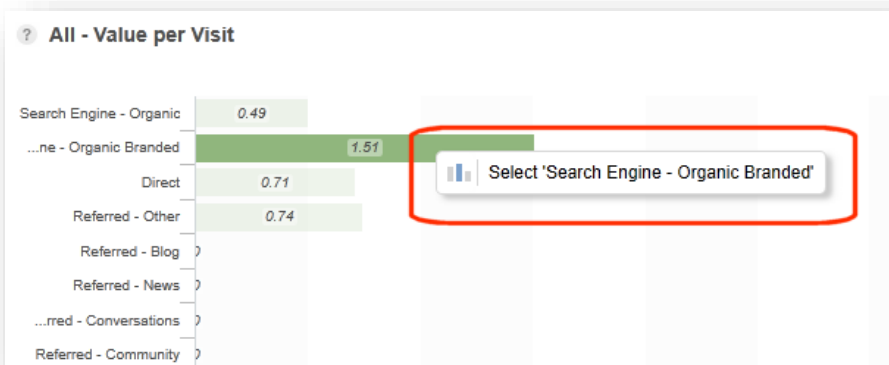 ? All - Value per Visit
Search Engine - Organic 0.49
...ne - Organic Branded 1.51
Select 'Search Engine - Organic Branded'
Direct 0.71
Referred - Other 0.74
Referred - Blog 0
Referred - News 0
...rred - Conversations 0
Referred - Community 0